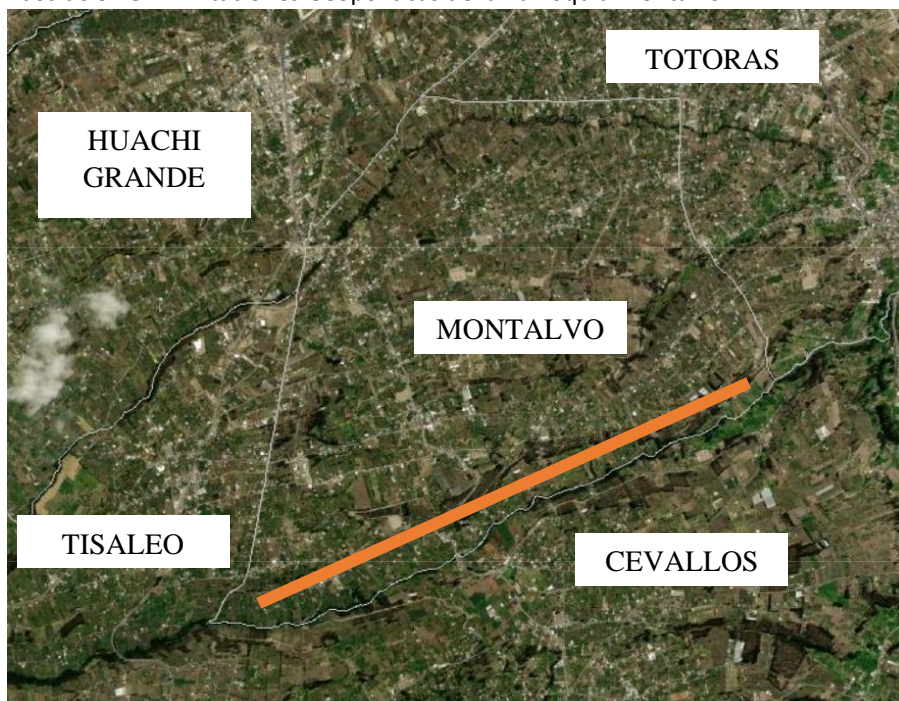 TOTORAS
HUACHI
GRANDE
MONTALVO
TISALEO
CEVALLOS